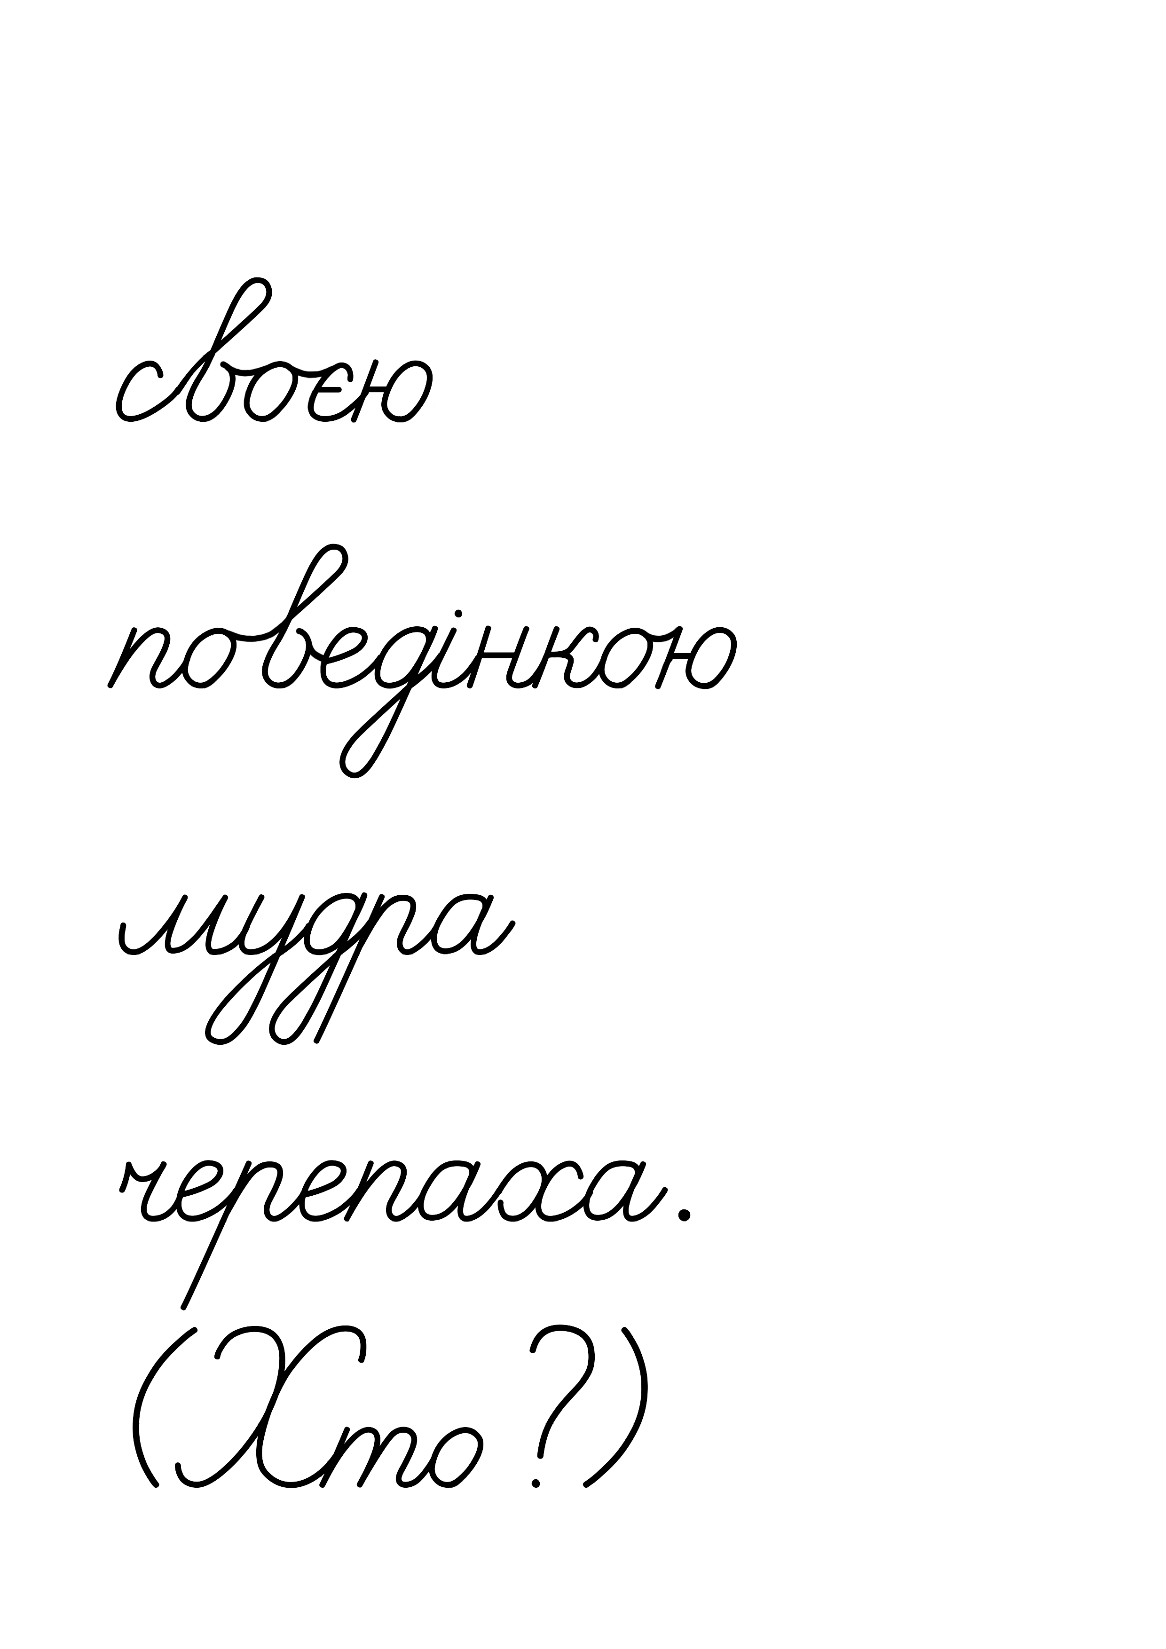 своєю
поведінкою
мудра
черепаха.
(Хто ?)